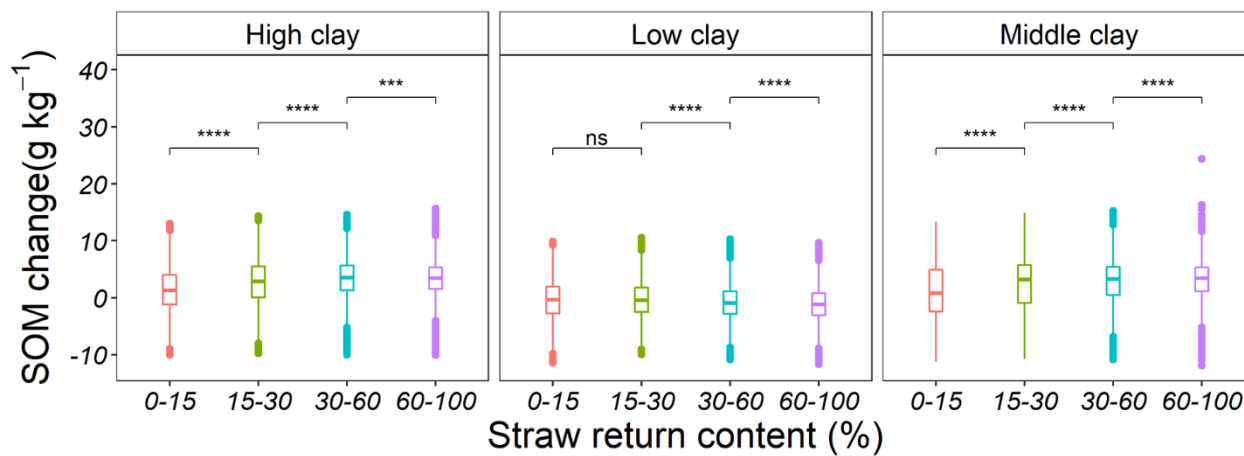 High clay Low clay Middle clay
SOM change(g kg⁻¹)
40
30
20
10
0
-10
**** **** ***
ns **** ****
**** **** ****
0-15 15-30 30-60 60-100 0-15 15-30 30-60 60-100 0-15 15-30 30-60 60-100
Straw return content (%)